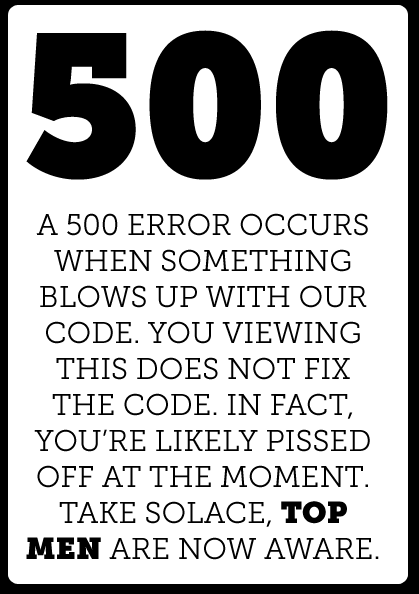 500
A 500 ERROR OCCURS
WHEN SOMETHING
BLOWS UP WITH OUR
CODE. YOU VIEWING
THIS DOES NOT FIX
THE CODE. IN FACT,
YOU’RE LIKELY PISSED
OFF AT THE MOMENT.
TAKE SOLACE, TOP
MEN ARE NOW AWARE.